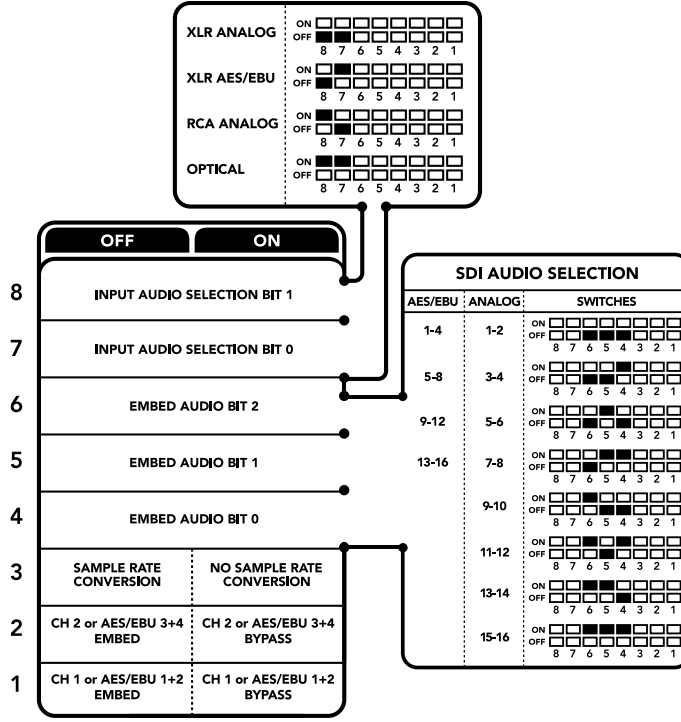 XLR ANALOG
ON
OFF
8 7 6 5 4 3 2 1
XLR AES/EBU
ON
OFF
8 7 6 5 4 3 2 1
RCA ANALOG
ON
OFF
8 7 6 5 4 3 2 1
OPTICAL
ON
OFF
8 7 6 5 4 3 2 1
OFF ON
8 INPUT AUDIO SELECTION BIT 1
7 INPUT AUDIO SELECTION BIT 0
6 EMBED AUDIO BIT 2
5 EMBED AUDIO BIT 1
4 EMBED AUDIO BIT 0
3
SAMPLE RATE
CONVERSION
NO SAMPLE RATE
CONVERSION
2
CH 2 or AES/EBU 3+4
EMBED
CH 2 or AES/EBU 3+4
BYPASS
1
CH 1 or AES/EBU 1+2
EMBED
CH 1 or AES/EBU 1+2
BYPASS
SDI AUDIO SELECTION
AES/EBU ANALOG SWITCHES
1-4 1-2
ON
OFF
8 7 6 5 4 3 2 1
5-8 3-4
ON
OFF
8 7 6 5 4 3 2 1
9-12 5-6
ON
OFF
8 7 6 5 4 3 2 1
13-16 7-8
ON
OFF
8 7 6 5 4 3 2 1
9-10
ON
OFF
8 7 6 5 4 3 2 1
11-12
ON
OFF
8 7 6 5 4 3 2 1
13-14
ON
OFF
8 7 6 5 4 3 2 1
15-16
ON
OFF
8 7 6 5 4 3 2 1